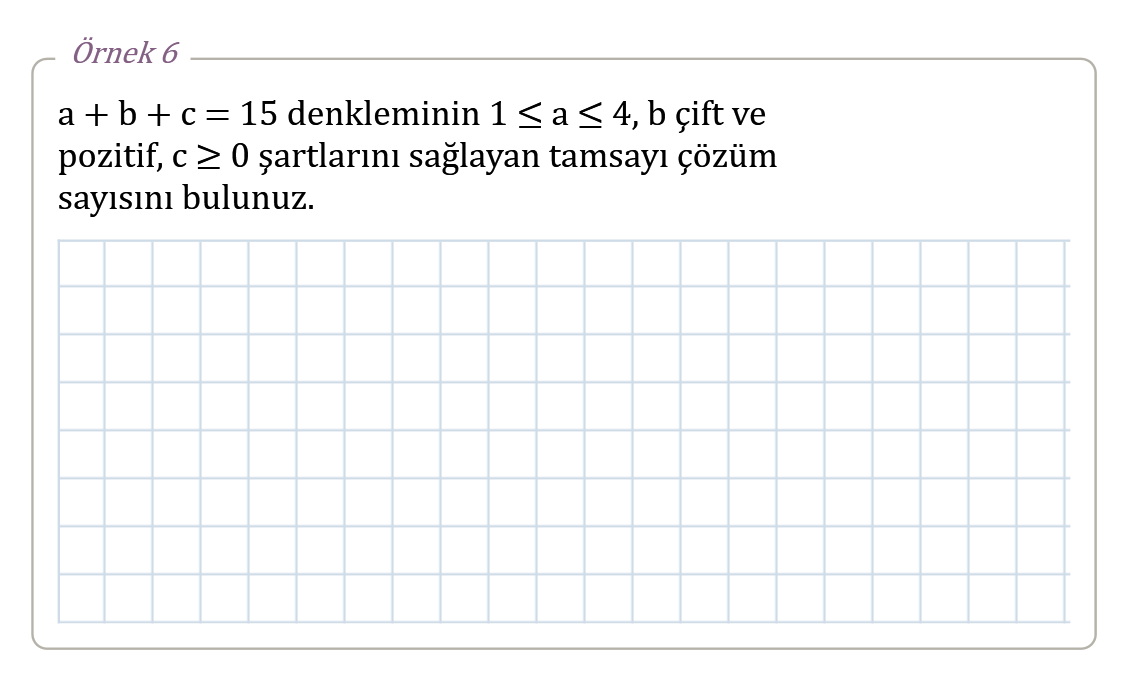 Örnek 6
a + b + c = 15 denkleminin 1 ≤ a ≤ 4, b çift ve
pozitif, c ≥ 0 şartlarını sağlayan tamsayı çözüm
sayısını bulunuz.